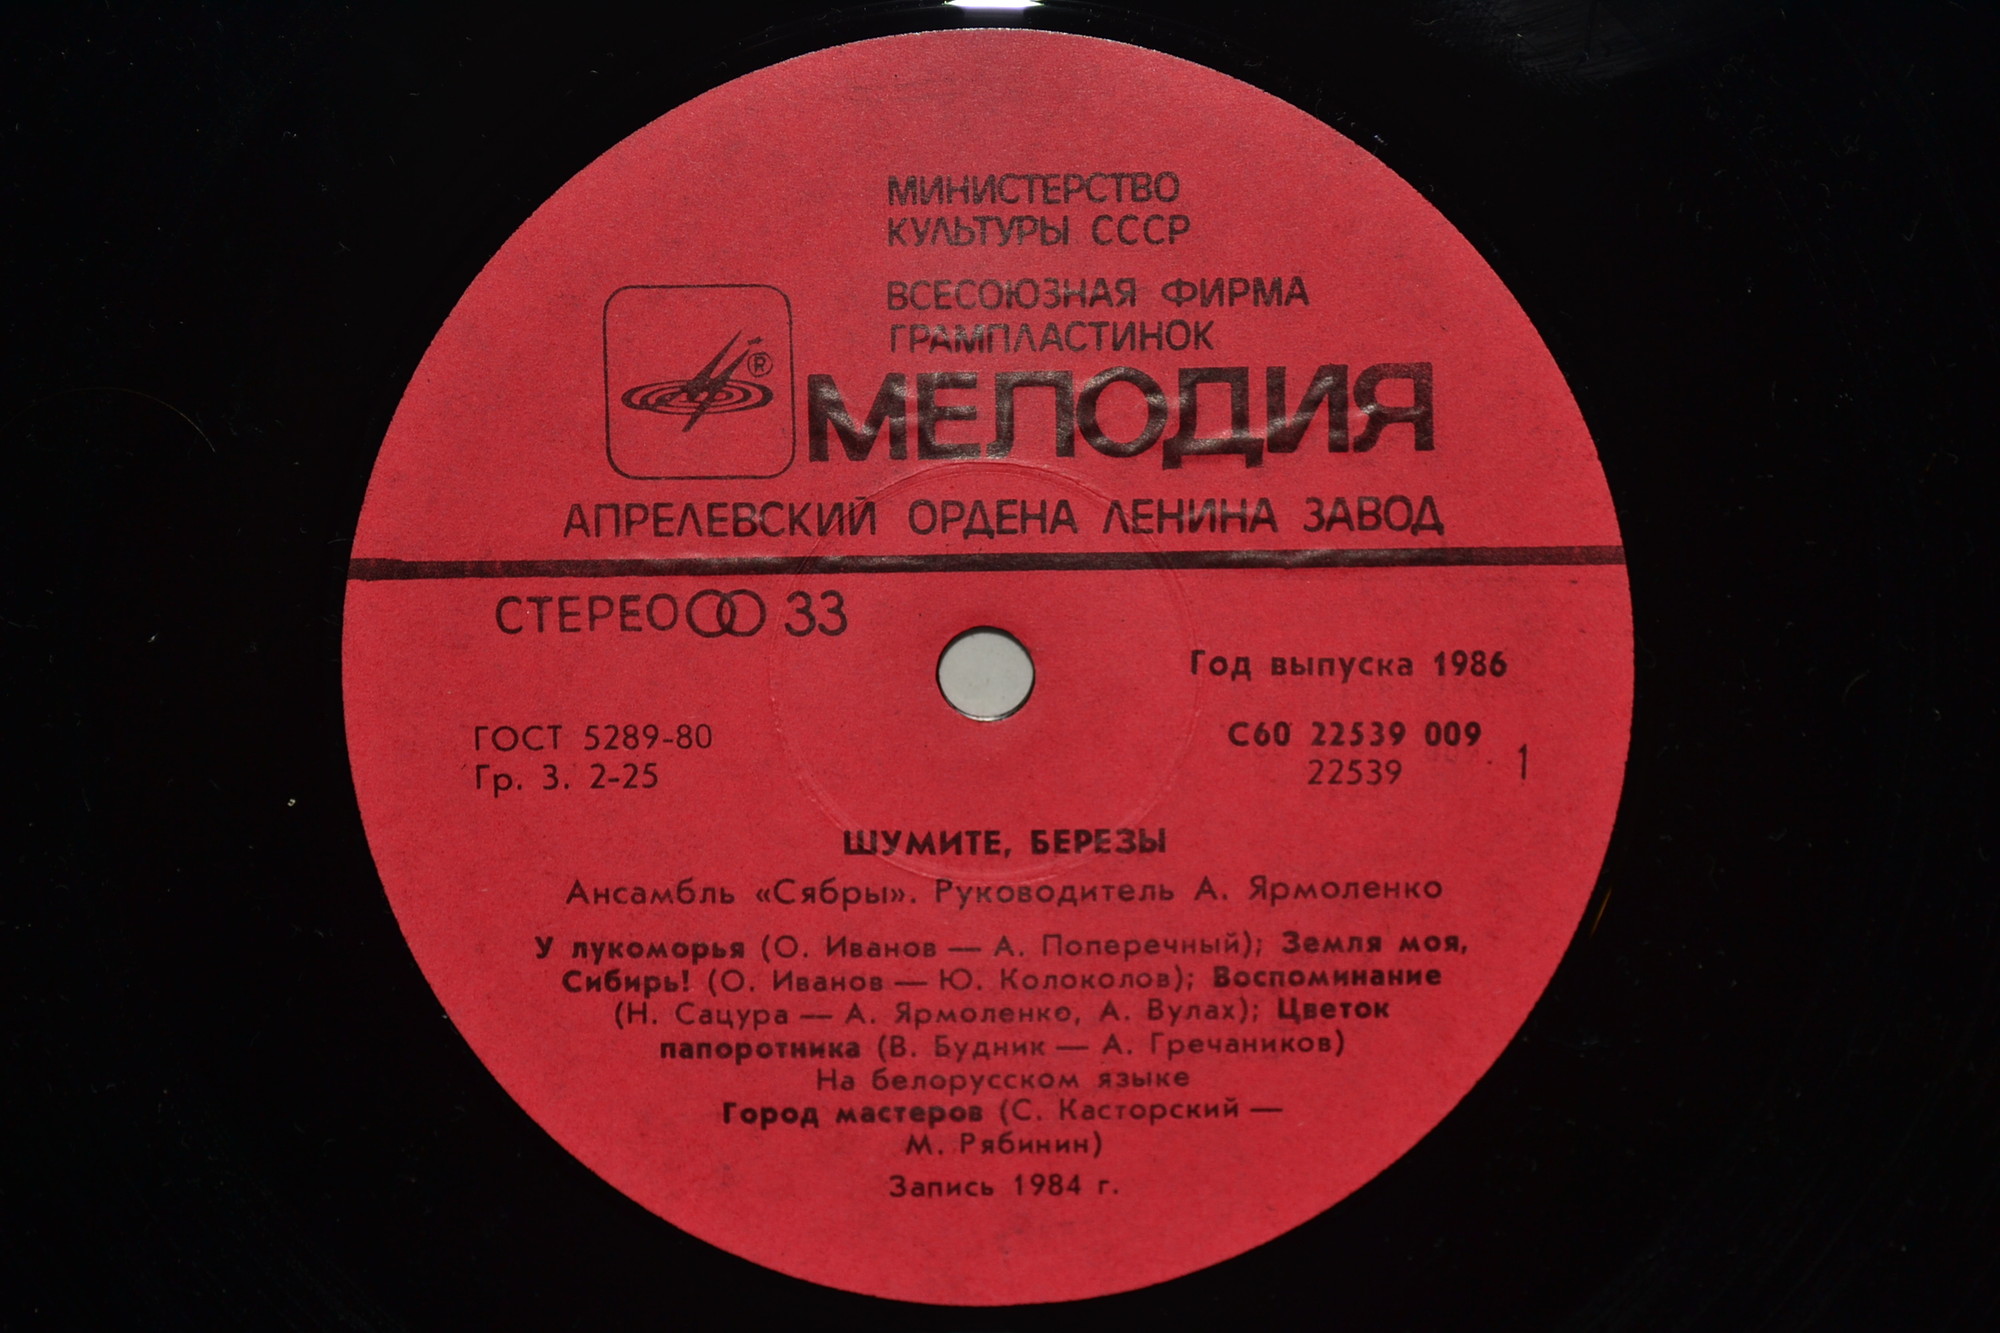 МИНИСТЕРСТВО
КУЛЬТУРЫ СССР
ВСЕСОЮЗНАЯ ФИРМА
ГРАМПЛАСТИНОК
®
МЕЛОДИЯ
АПРЕЛЕВСКИЙ ОРДЕНА ЛЕНИНА ЗАВОД
СТЕРЕО 33
Год выпуска 1986
ГОСТ 5289-80
Гр. 3. 2-25
С60 22539 009
22539
1
ШУМИТЕ, БЕРЕЗЫ
Ансамбль «Сябры». Руководитель А. Ярмоленко
У лукоморья (О. Иванов — А. Поперечный); Земля моя,
Сибирь! (О. Иванов — Ю. Колоколов); Воспоминание
(Н. Сацура — А. Ярмоленко, А. Вулах); Цветок
папоротника (В. Будник — А. Гречаников)
На белорусском языке
Город мастеров (С. Касторский —
М. Рябинин)
Запись 1984 г.